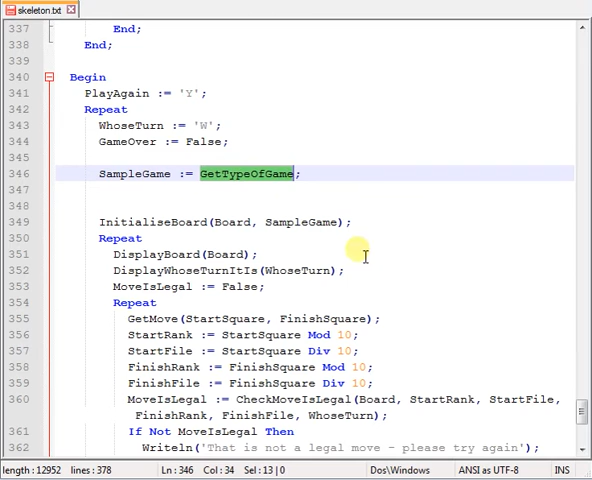 skeleton.txt
337 End;
338 End;
339
340 Begin
341 PlayAgain := 'Y';
342 Repeat
343 WhoseTurn := 'W';
344 GameOver := False;
345
346 SampleGame := GetTypeOfGame;
347
348
349 InitialiseBoard(Board, SampleGame);
350 Repeat
351 DisplayBoard(Board);
352 DisplayWhoseTurnItIs(WhoseTurn);
353 MoveIsLegal := False;
354 Repeat
355 GetMove(StartSquare, FinishSquare);
356 StartRank := StartSquare Mod 10;
357 StartFile := StartSquare Div 10;
358 FinishRank := FinishSquare Mod 10;
359 FinishFile := FinishSquare Div 10;
360 MoveIsLegal := CheckMoveIsLegal(Board, StartRank, StartFile,
FinishRank, FinishFile, WhoseTurn);
361 If Not MoveIsLegal Then
362 Writeln('That is not a legal move - please try again');
length : 12952 lines : 378 Ln : 346 Col : 34 Sel : 13 | 0 Dos\Windows ANSI as UTF-8 INS